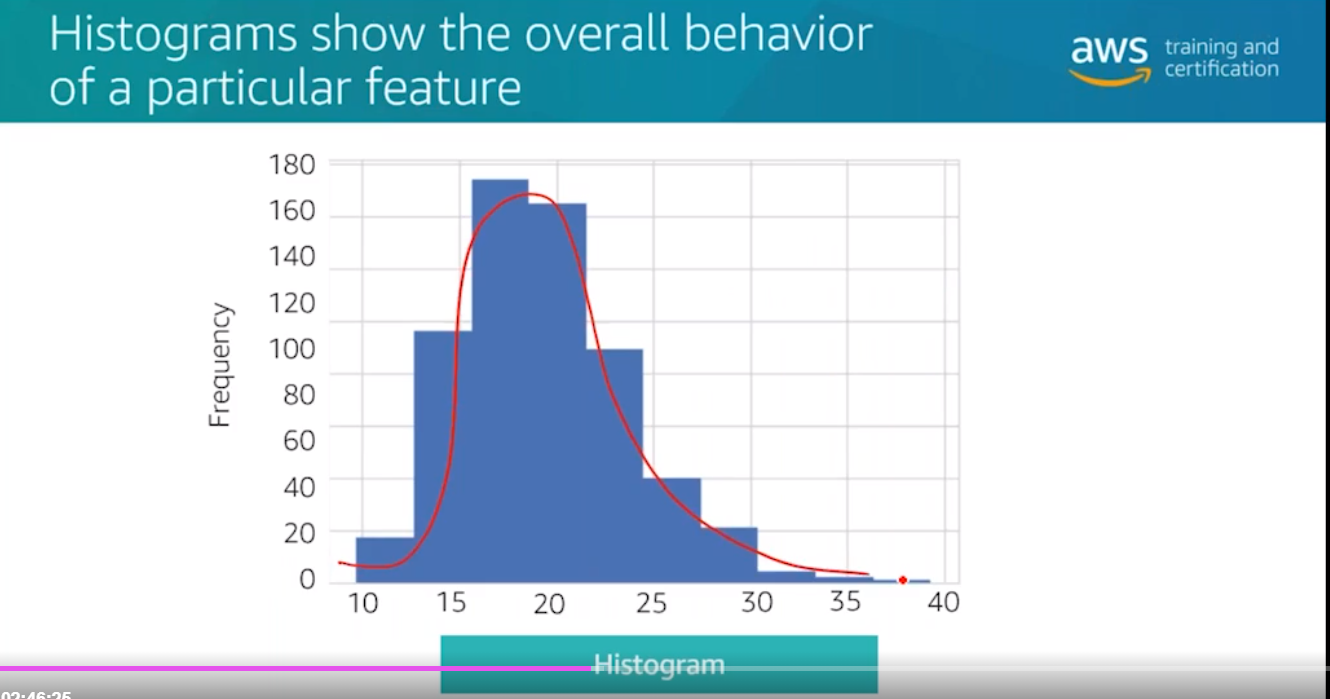 Histograms show the overall behavior
of a particular feature
aws training and
certification
180
160
140
120
100
80
60
40
20
0
Frequency
10 15 20 25 30 35 40
Histogram
02:46:25